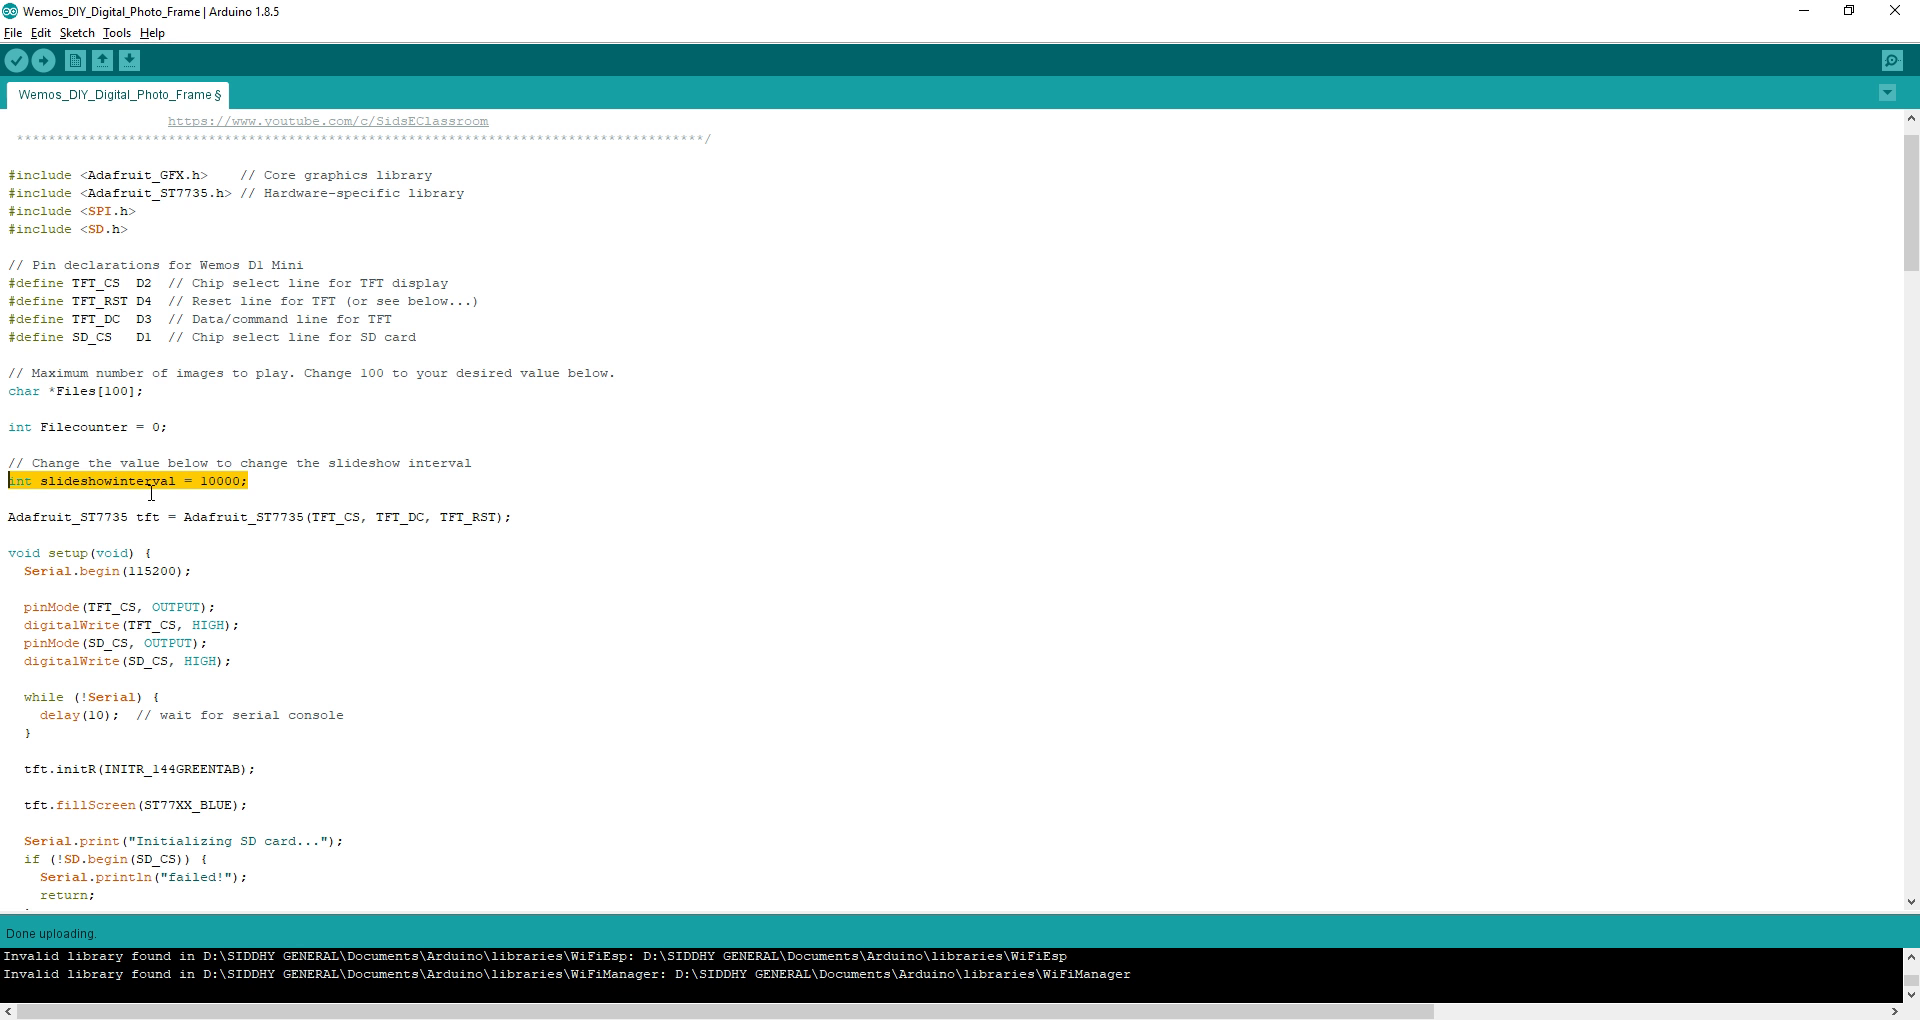 Wemos_DIY_Digital_Photo_Frame | Arduino 1.8.5
File Edit Sketch Tools Help
Wemos_DIY_Digital_Photo_Frame §
https://www.youtube.com/c/SidsEClassroom
***************************************************************************************/
#include <Adafruit_GFX.h>    // Core graphics library
#include <Adafruit_ST7735.h> // Hardware-specific library
#include <SPI.h>
#include <SD.h>
// Pin declarations for Wemos D1 Mini
#define TFT_CS  D2  // Chip select line for TFT display
#define TFT_RST D4  // Reset line for TFT (or see below...)
#define TFT_DC  D3  // Data/command line for TFT
#define SD_CS   D1  // Chip select line for SD card
// Maximum number of images to play. Change 100 to your desired value below.
char *Files[100];
int Filecounter = 0;
// Change the value below to change the slideshow interval
int slideshowinterval = 10000;
Adafruit_ST7735 tft = Adafruit_ST7735(TFT_CS, TFT_DC, TFT_RST);
void setup(void) {
  Serial.begin(115200);
  pinMode(TFT_CS, OUTPUT);
  digitalWrite(TFT_CS, HIGH);
  pinMode(SD_CS, OUTPUT);
  digitalWrite(SD_CS, HIGH);
  while (!Serial) {
    delay(10);  // wait for serial console
  }
  tft.initR(INITR_144GREENTAB);
  tft.fillScreen(ST77XX_BLUE);
  Serial.print("Initializing SD card...");
  if (!SD.begin(SD_CS)) {
    Serial.println("failed!");
    return;
Done uploading.
Invalid library found in D:\SIDDHY GENERAL\Documents\Arduino\libraries\WiFiEsp: D:\SIDDHY GENERAL\Documents\Arduino\libraries\WiFiEsp
Invalid library found in D:\SIDDHY GENERAL\Documents\Arduino\libraries\WiFiManager: D:\SIDDHY GENERAL\Documents\Arduino\libraries\WiFiManager